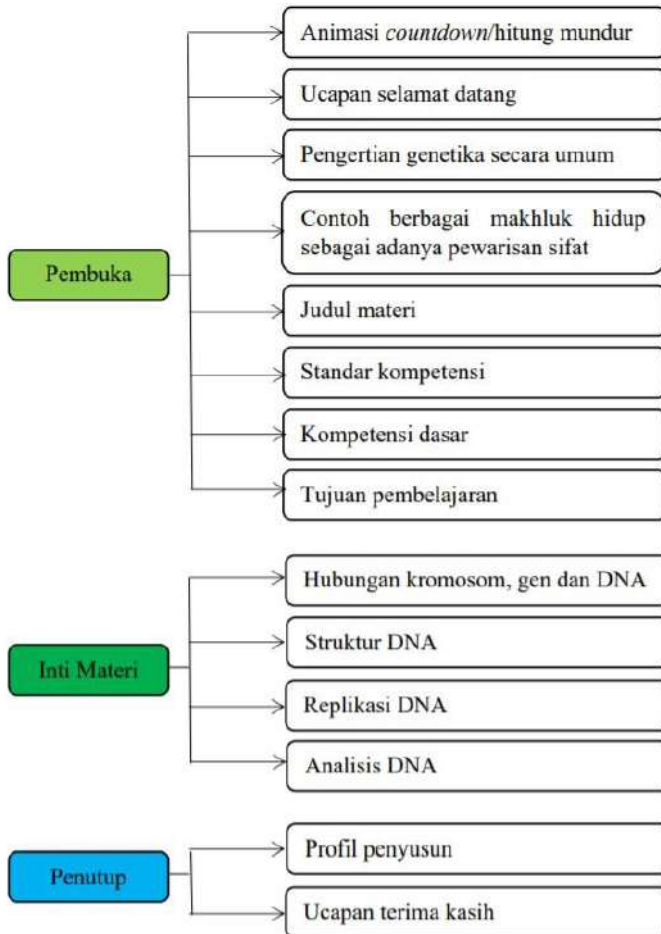 Pembuka
Animasi countdown/hitung mundur
Ucapan selamat datang
Pengertian genetika secara umum
Contoh berbagai makhluk hidup
sebagai adanya pewarisan sifat
Judul materi
Standar kompetensi
Kompetensi dasar
Tujuan pembelajaran
Inti Materi
Hubungan kromosom, gen dan DNA
Struktur DNA
Replikasi DNA
Analisis DNA
Penutup
Profil penyusun
Ucapan terima kasih